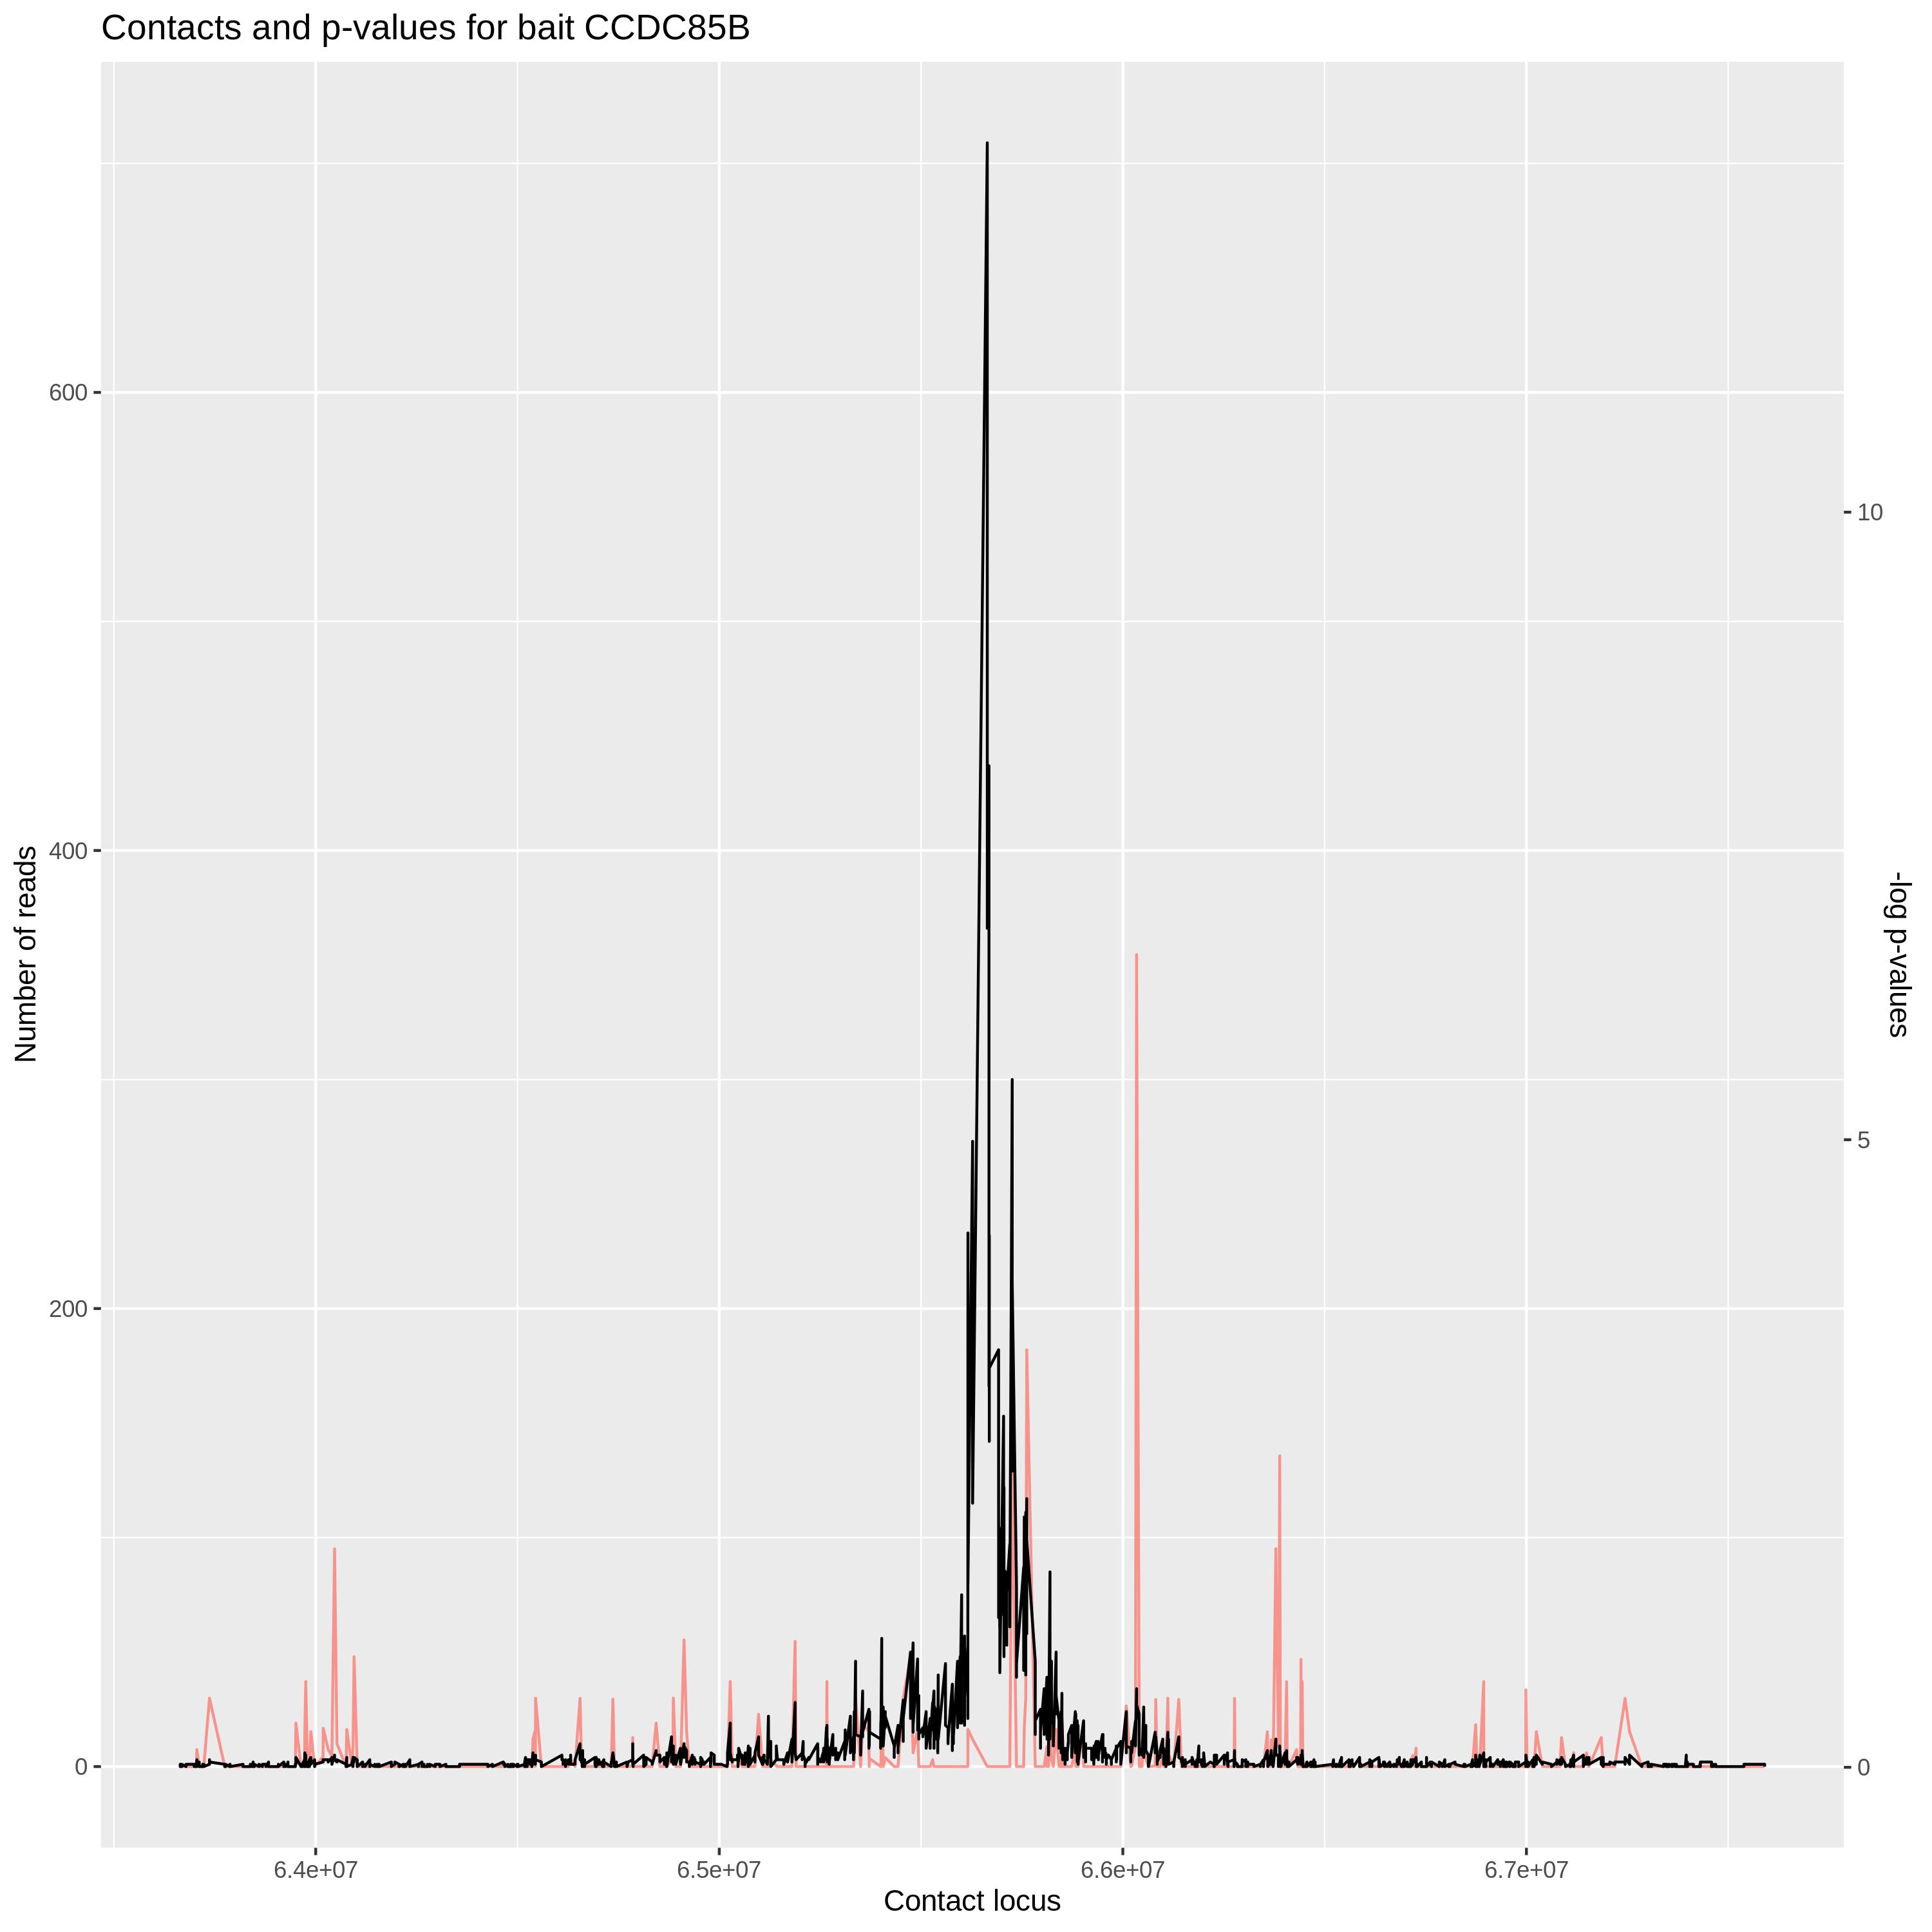 Contacts and p-values for bait CCDC85B
Number of reads
600
400
200
0
10
5
0
-log p-values
6.4e+07 6.5e+07 6.6e+07 6.7e+07
Contact locus